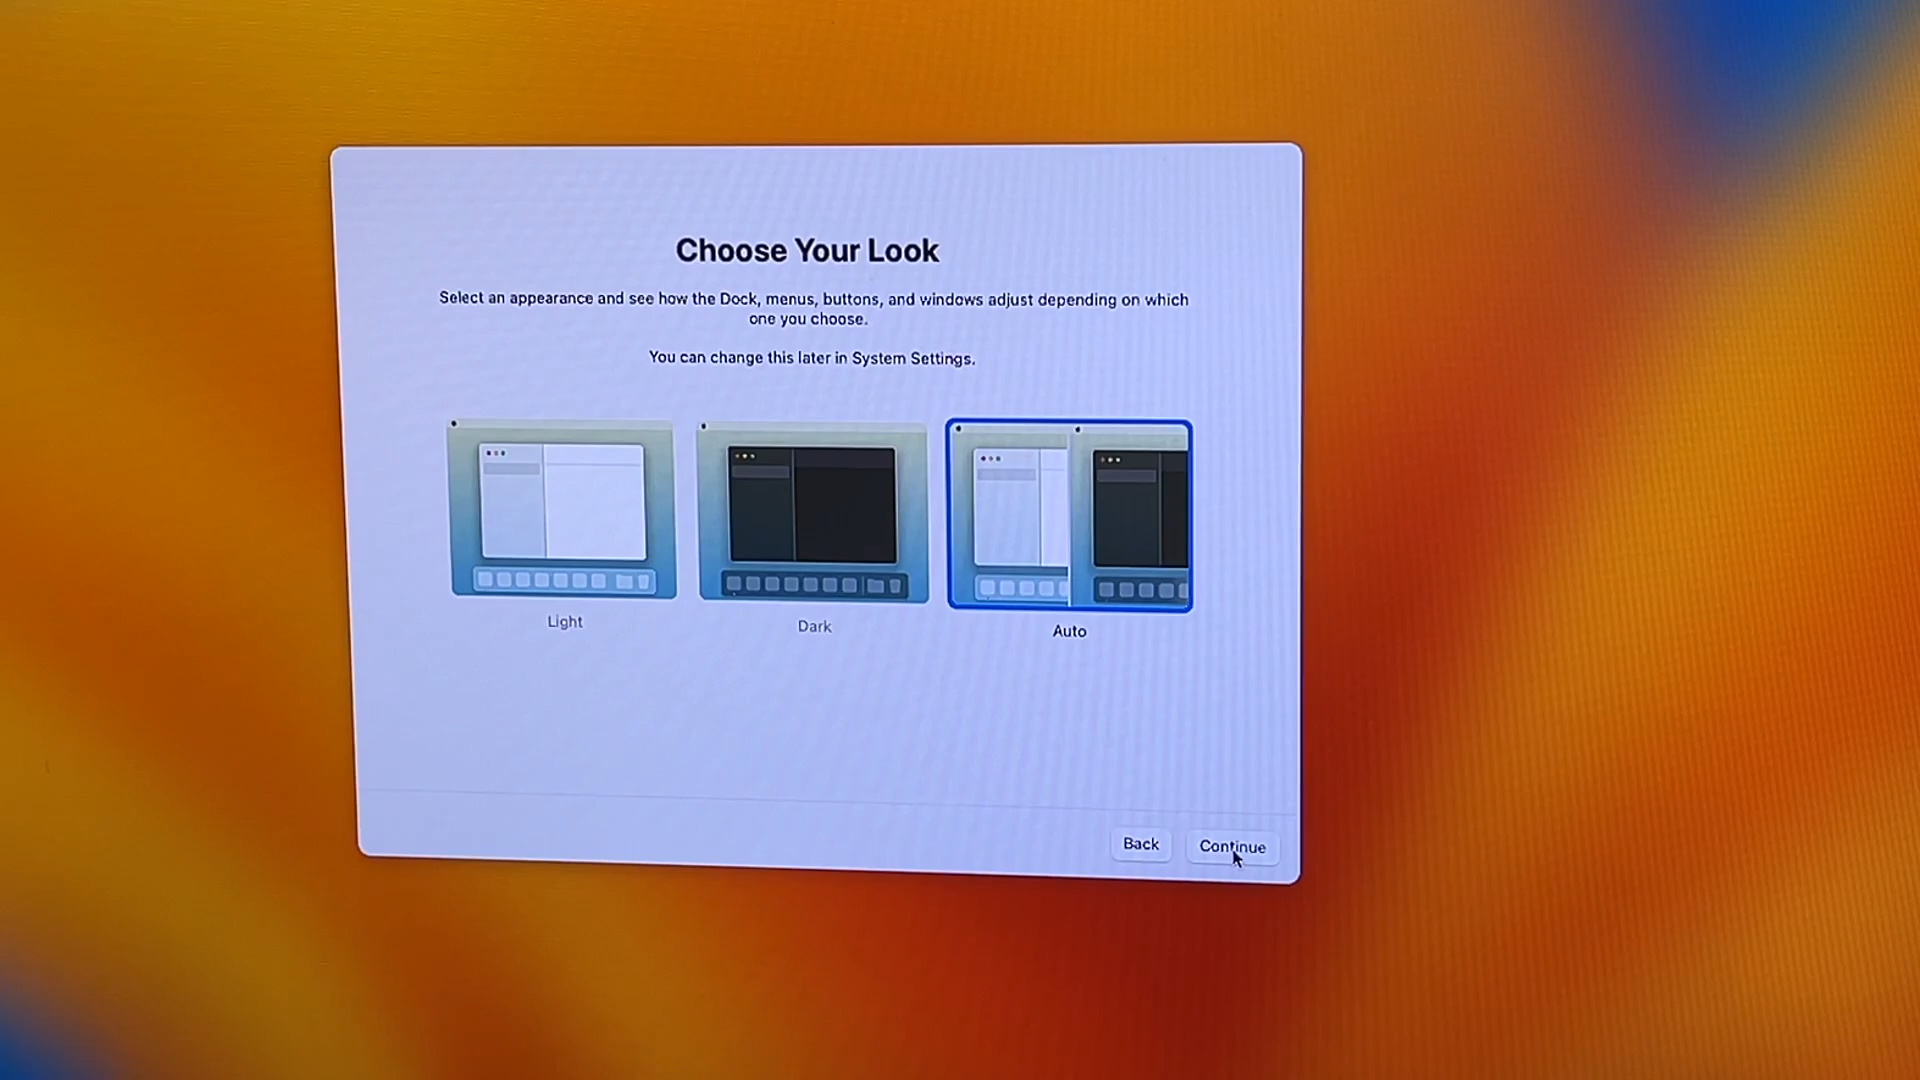 Choose Your Look
Select an appearance and see how the Dock, menus, buttons, and windows adjust depending on which
one you choose.
You can change this later in System Settings.
Light
Dark
Auto
Back
Continue